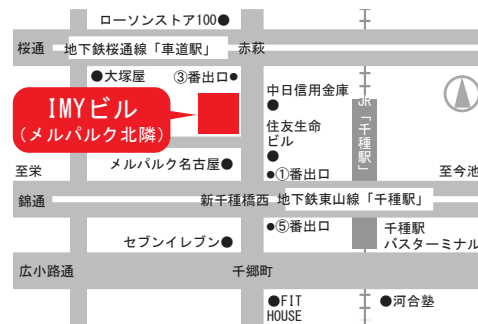 ローソンストア100●
桜通
地下鉄桜通線「車道駅」
赤萩
●大塚屋
③番出口●
中日信用金庫
●
IMYビル
(メルパルク北隣)
住友生命
ビル
●
JR「千種駅」
至栄
メルパルク名古屋●
●①番出口
至今池
錦通
新千種橋西
地下鉄東山線「千種駅」
セブンイレブン●
●⑤番出口
千種駅
バスターミナル
広小路通
千郷町
●FIT
HOUSE
●河合塾